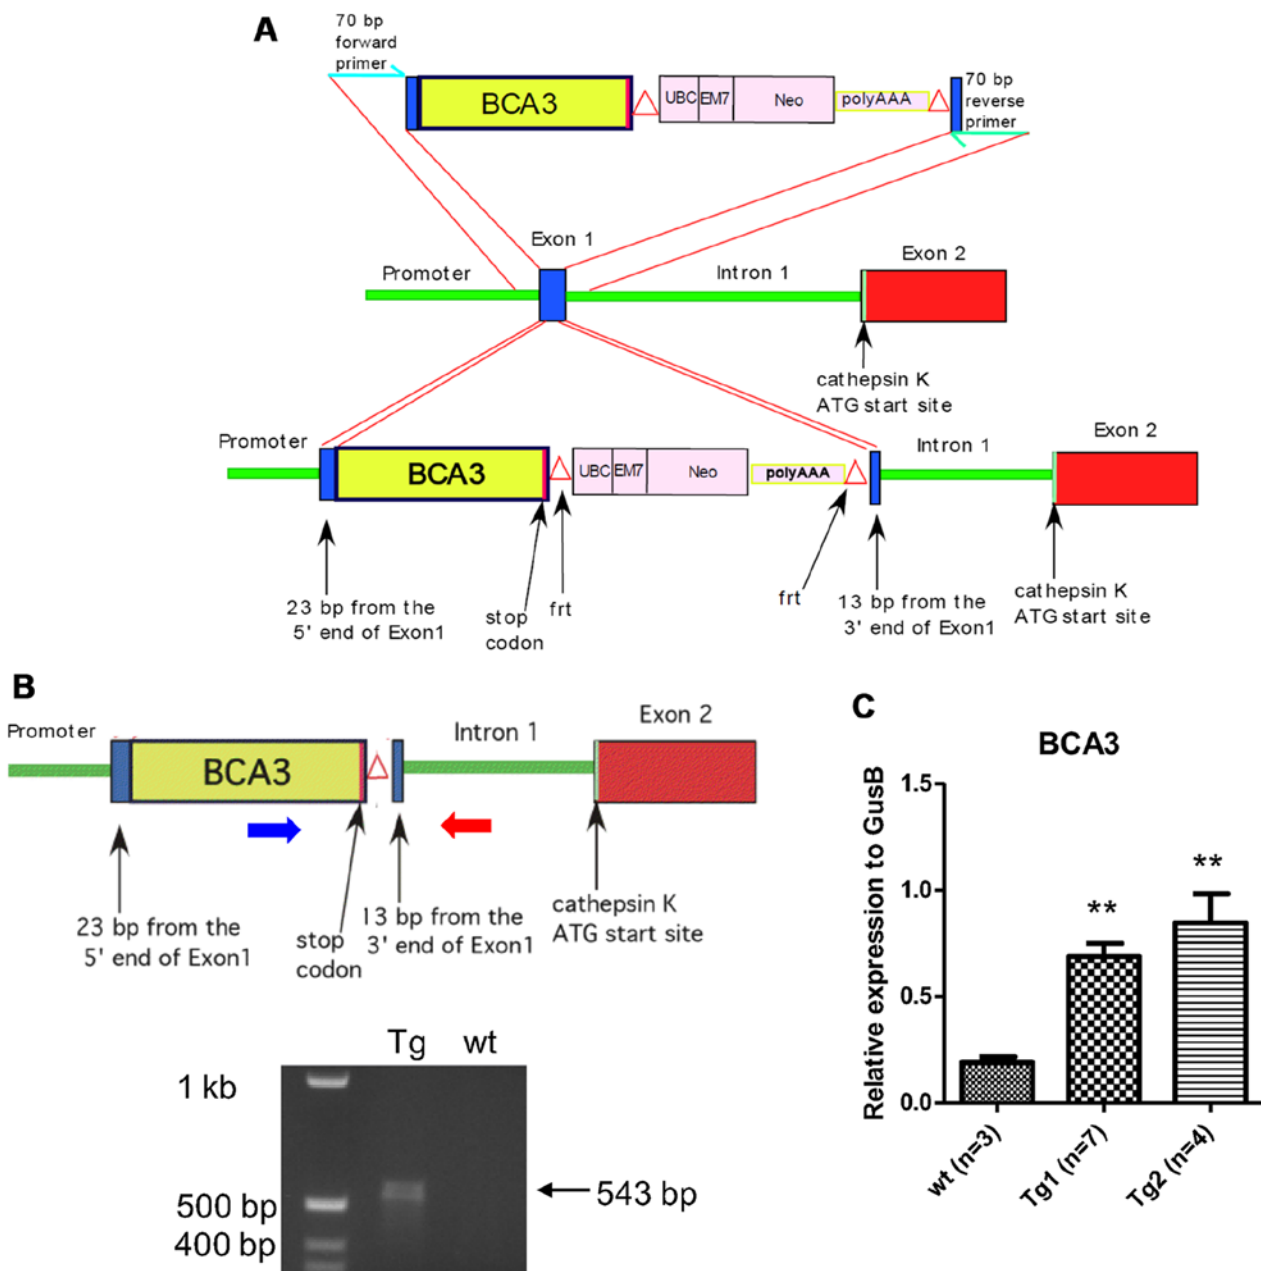 A
70 bp
forward
primer
BCA3
UBC
EM7
Neo
polyAAA
70 bp
reverse
primer
Exon 1
Promoter
Intron 1
Exon 2
cathepsin K
ATG start site
Promoter
BCA3
UBC
EM7
Neo
polyAAA
Intron 1
Exon 2
23 bp from the
5' end of Exon1
stop
codon
frt
frt
13 bp from the
3' end of Exon1
cathepsin K
ATG start site
B
Promoter
BCA3
Intron 1
Exon 2
23 bp from the
5' end of Exon1
stop
codon
13 bp from the
3' end of Exon1
cathepsin K
ATG start site
Tg wt
1 kb
500 bp
400 bp
543 bp
C
BCA3
Relative expression to GusB
1.5
1.0
0.5
0.0
**
**
wt (n=3)
Tg1 (n=7)
Tg2 (n=4)